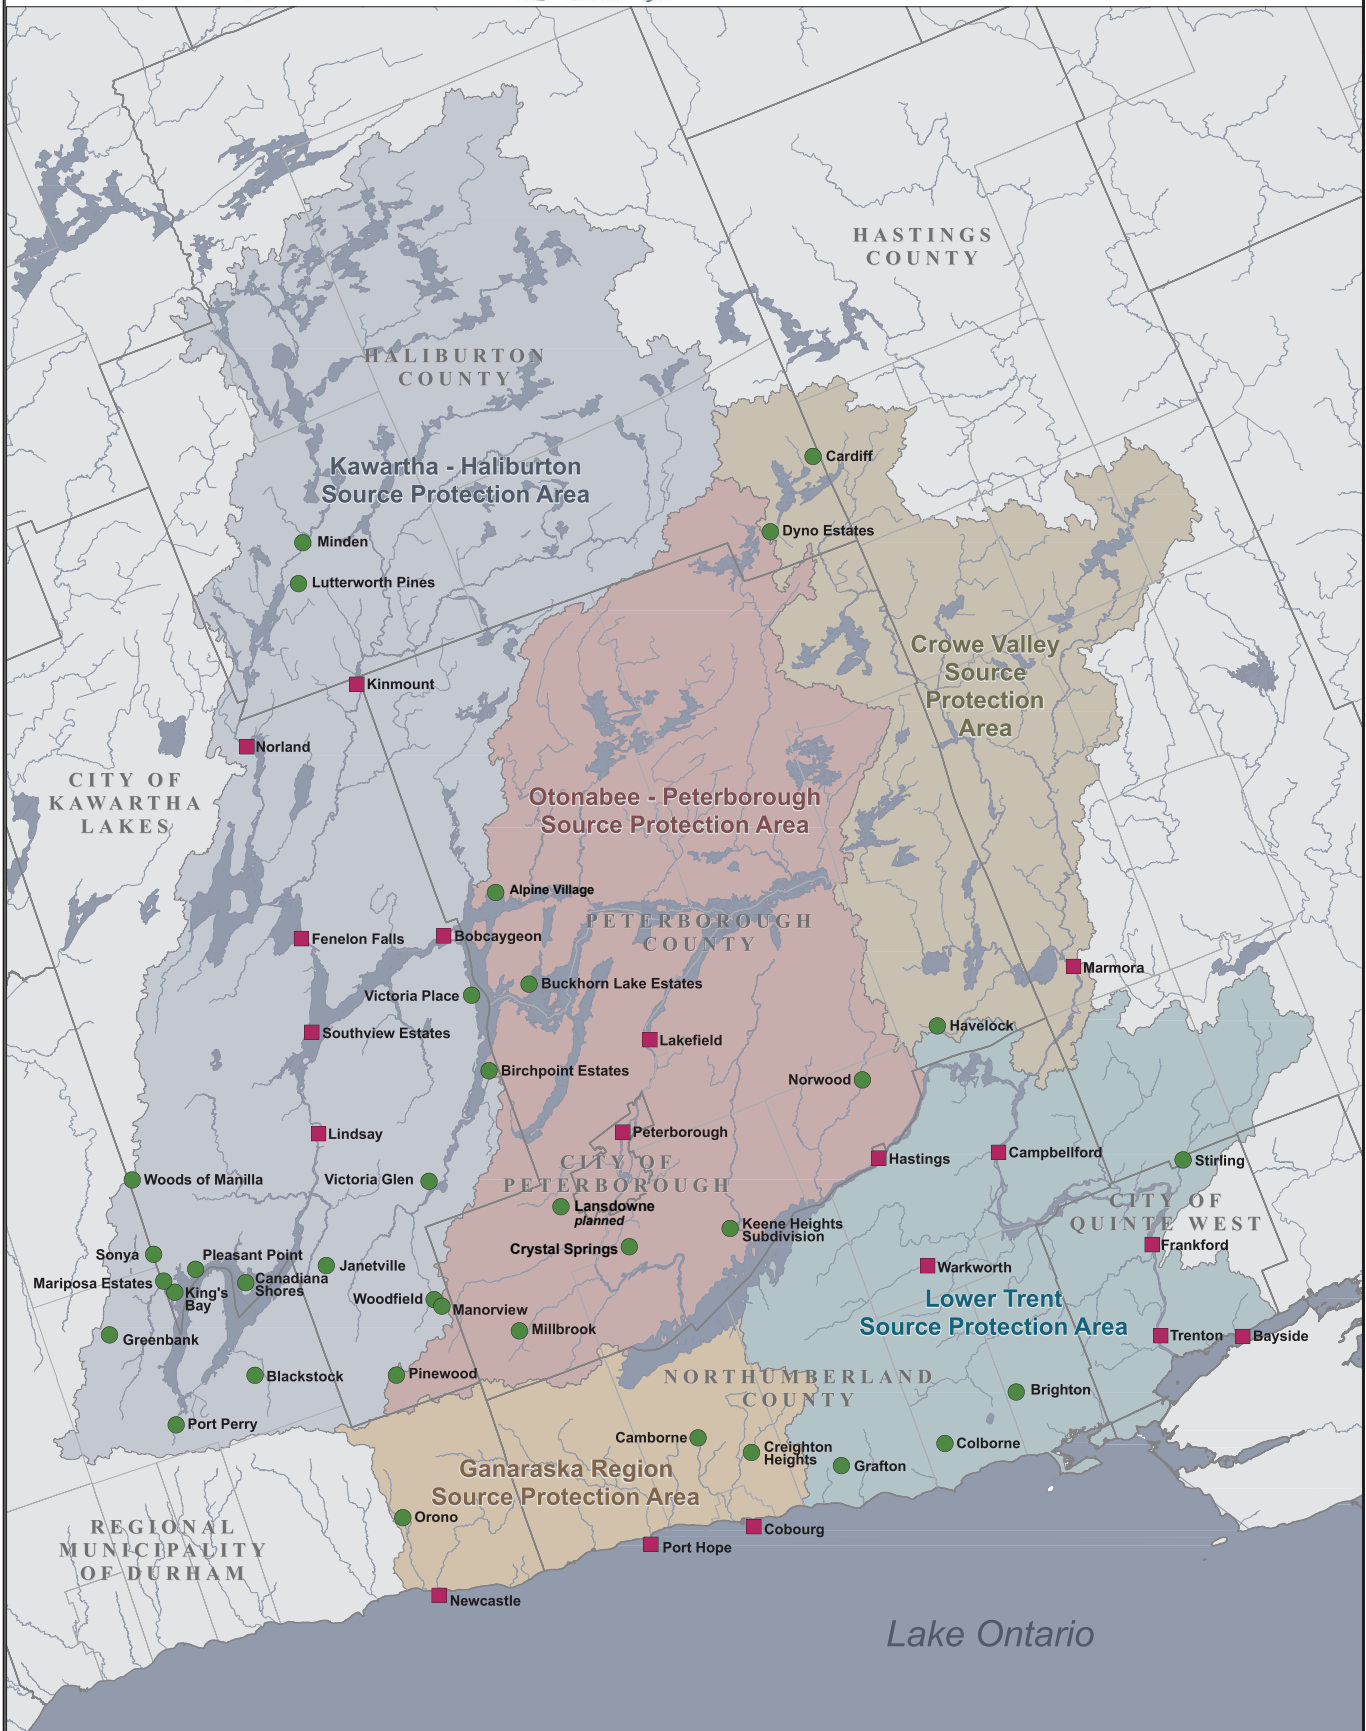 HASTINGS
COUNTY
HALIBURTON
COUNTY
Kawartha - Haliburton
Source Protection Area
Cardiff
Dyno Estates
Minden
Lutterworth Pines
Crowe Valley
Source
Protection
Area
Kinmount
Norland
CITY OF
KAWARTHA
LAKES
Otonabee - Peterborough
Source Protection Area
Alpine Village
PETERBOROUGH
COUNTY
Fenelon Falls
Bobcaygeon
Marmora
Buckhorn Lake Estates
Victoria Place
Havelock
Southview Estates
Lakefield
Birchpoint Estates
Norwood
Lindsay
Peterborough
Hastings
Campbellford
Stirling
CITY OF
PETERBOROUGH
Woods of Manilla
Victoria Glen
Lansdowne
planned
CITY OF
QUINTE WEST
Keene Heights
Subdivision
Crystal Springs
Frankford
Sonya
Pleasant Point
Janetville
Warkworth
Mariposa Estates
Canadiana
Shores
King's
Bay
Woodfield
Manorview
Lower Trent
Source Protection Area
Millbrook
Greenbank
Trenton
Bayside
Blackstock
Pinewood
NORTHUMBERLAND
COUNTY
Brighton
Port Perry
Camborne
Creighton
Heights
Colborne
Grafton
Ganaraska Region
Source Protection Area
Orono
REGIONAL
MUNICIPALITY
OF DURHAM
Cobourg
Port Hope
Newcastle
Lake Ontario